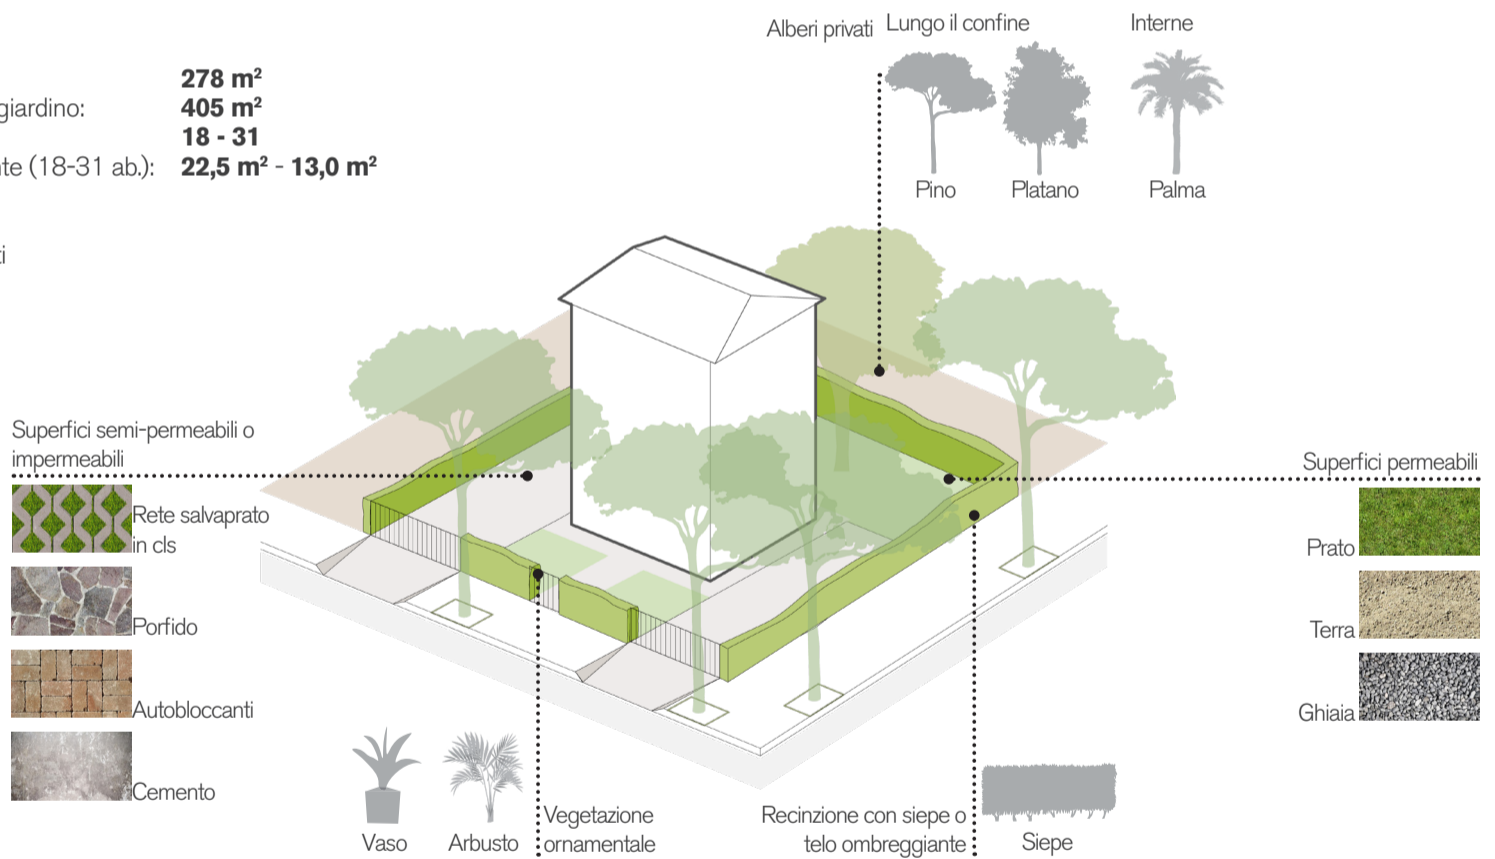 278 m²
giardino: 405 m²
18 - 31
(18-31 ab.): 22,5 m² - 13,0 m²
Alberi privati
Lungo il confine
Interne
Pino
Platano
Palma
Superfici semi-permeabili o
impermeabili
Rete salvaprato
in cls
Porfido
Autobloccanti
Cemento
Superfici permeabili
Prato
Terra
Ghiaia
Vaso
Arbusto
Vegetazione
ornamentale
Recinzione con siepe o
telo ombreggiante
Siepe